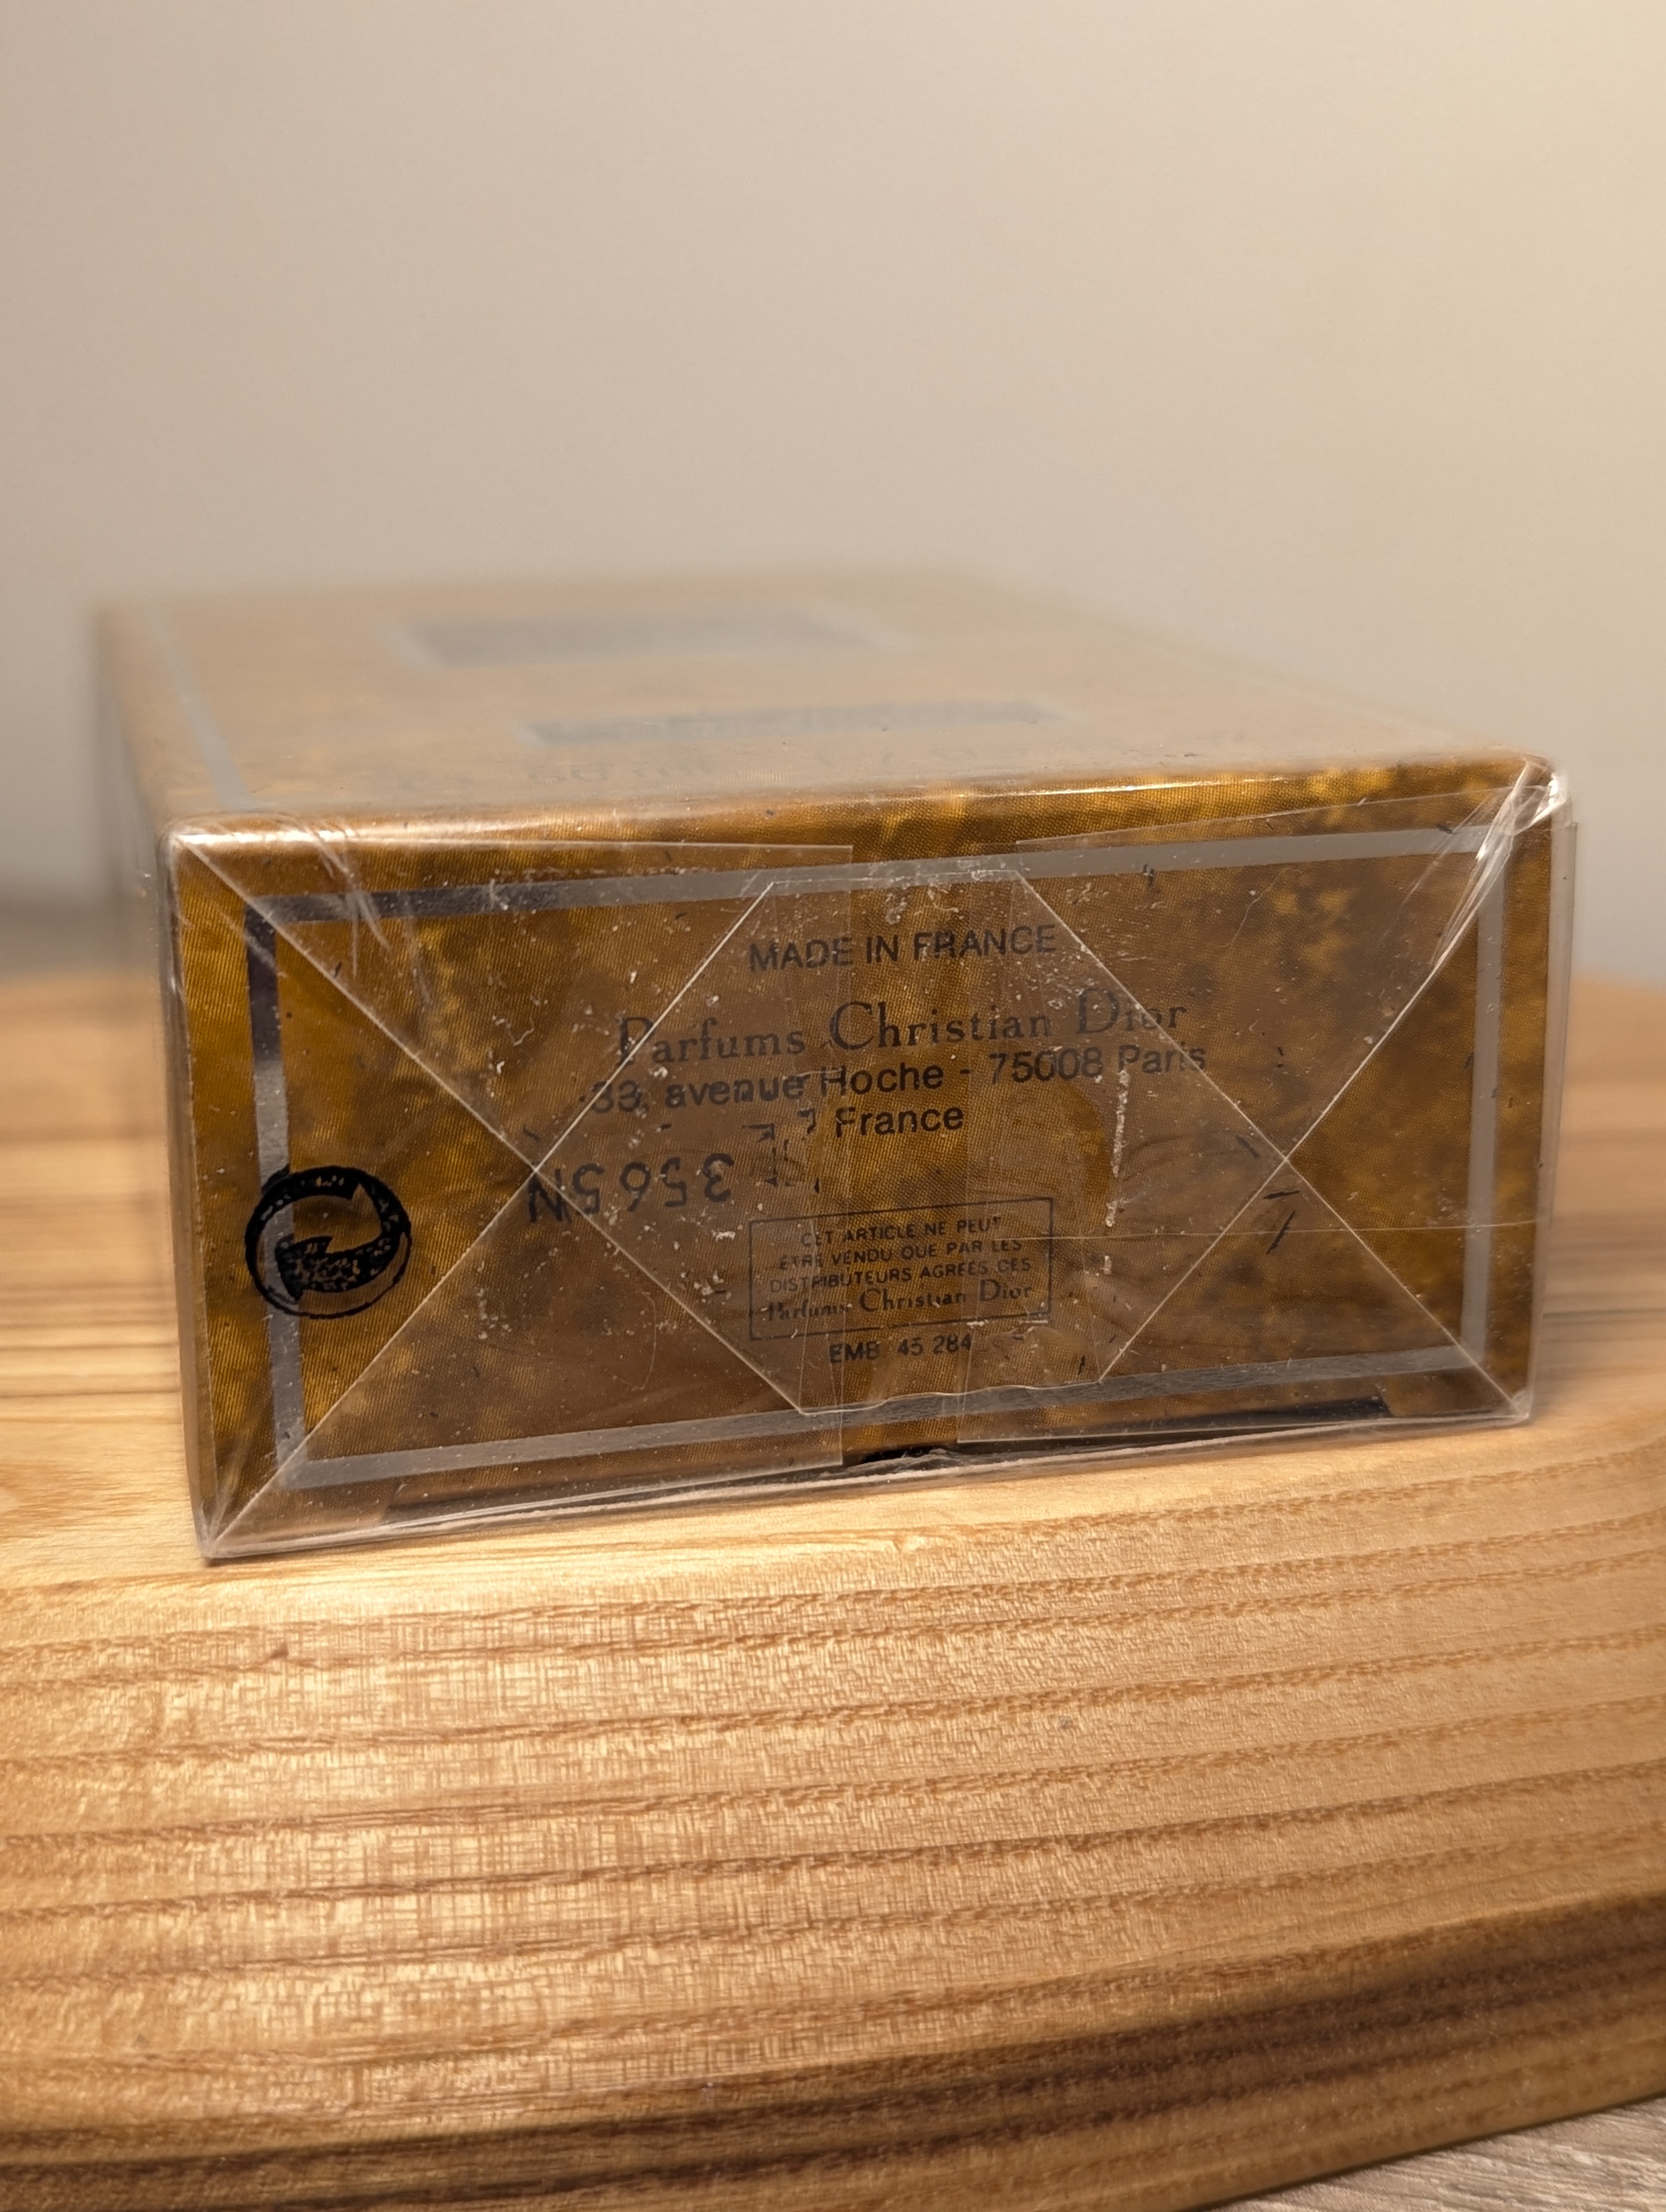 MADE IN FRANCE
Parfums Christian Dior
33, avenue Hoche - 75008 Paris
France
3565N
CET ARTICLE NE PEUT
ÊTRE VENDU QUE PAR LES
DISTRIBUTEURS AGRÉÉS DES
Parfums Christian Dior
EMB 45 284